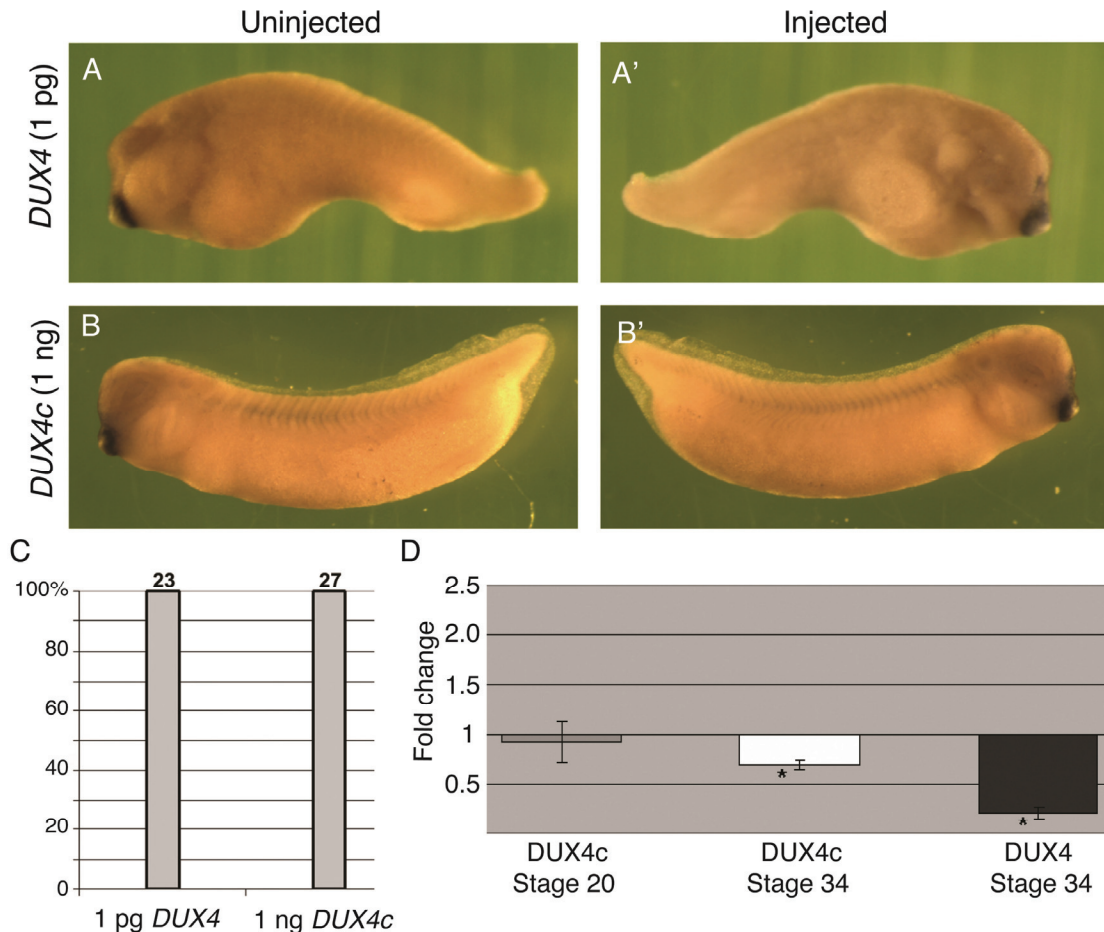 Uninjected
Injected
DUX4 (1 pg)
A
A'
DUX4c (1 ng)
B
B'
C
23
27
100%
80
60
40
20
0
1 pg DUX4
1 ng DUX4c
D
Fold change
2.5
2.0
1.5
1
0.5
*
*
*
DUX4c
Stage 20
DUX4c
Stage 34
DUX4
Stage 34